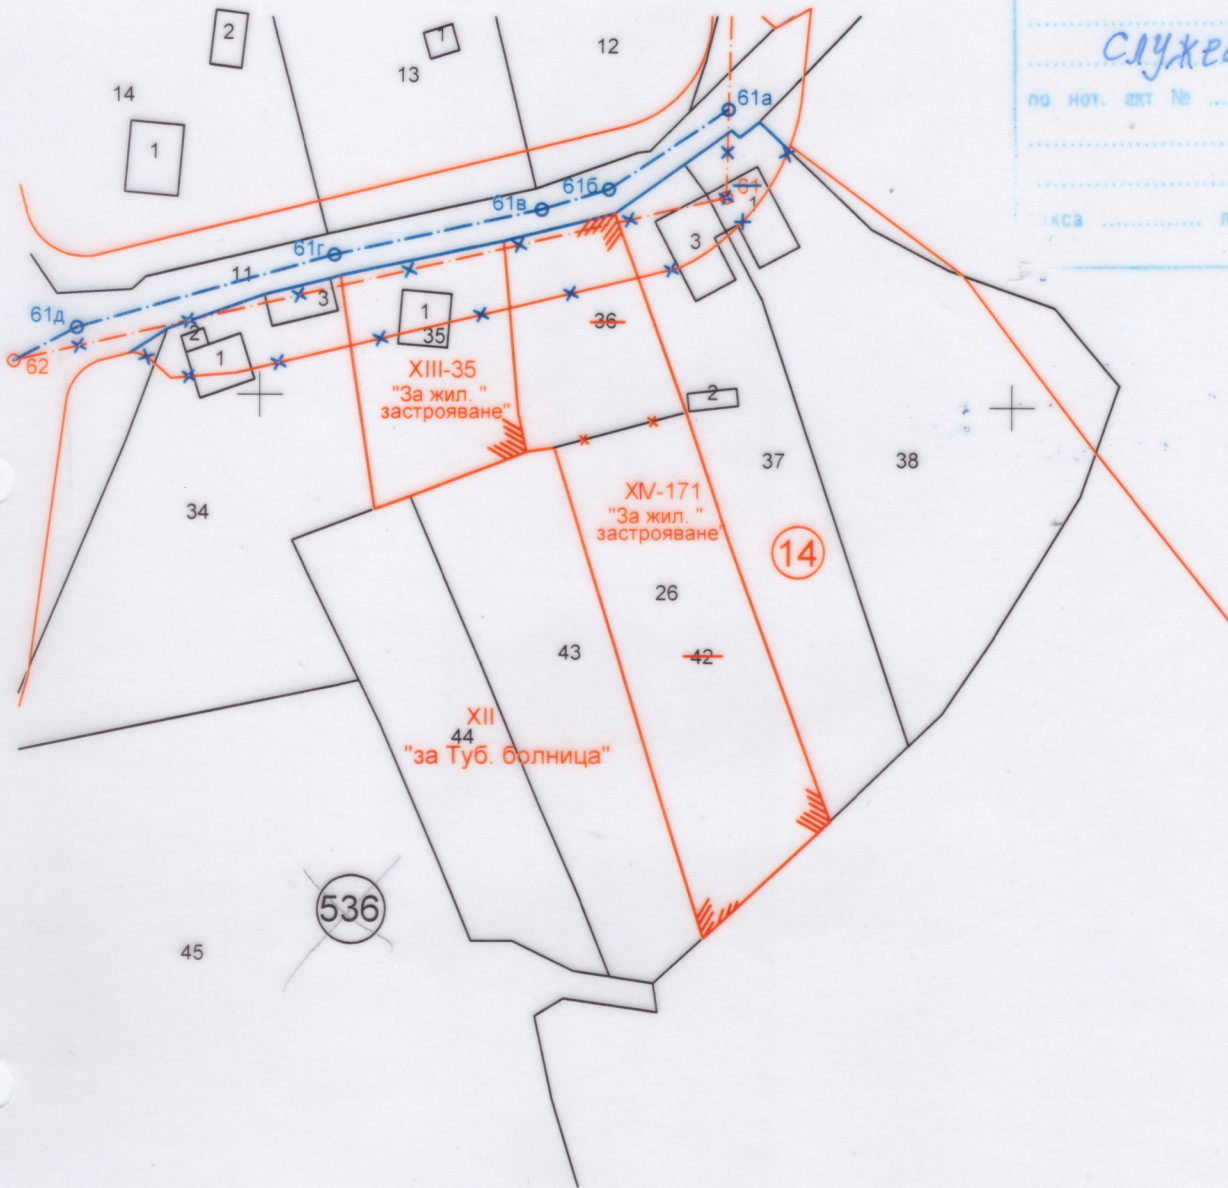 СЛУЖЕ
по нот. акт №
2
1
12
13
14
1
61а
61б
61
61в
1
61г
3
11
3
61д
1
36
35
2
1
62
XIII-35
"За жил. "
застрояване"
2
37
38
XIV-171
"За жил. "
застрояване"
34
14
26
43
42
XII
44
"за Туб. болница"
536
45